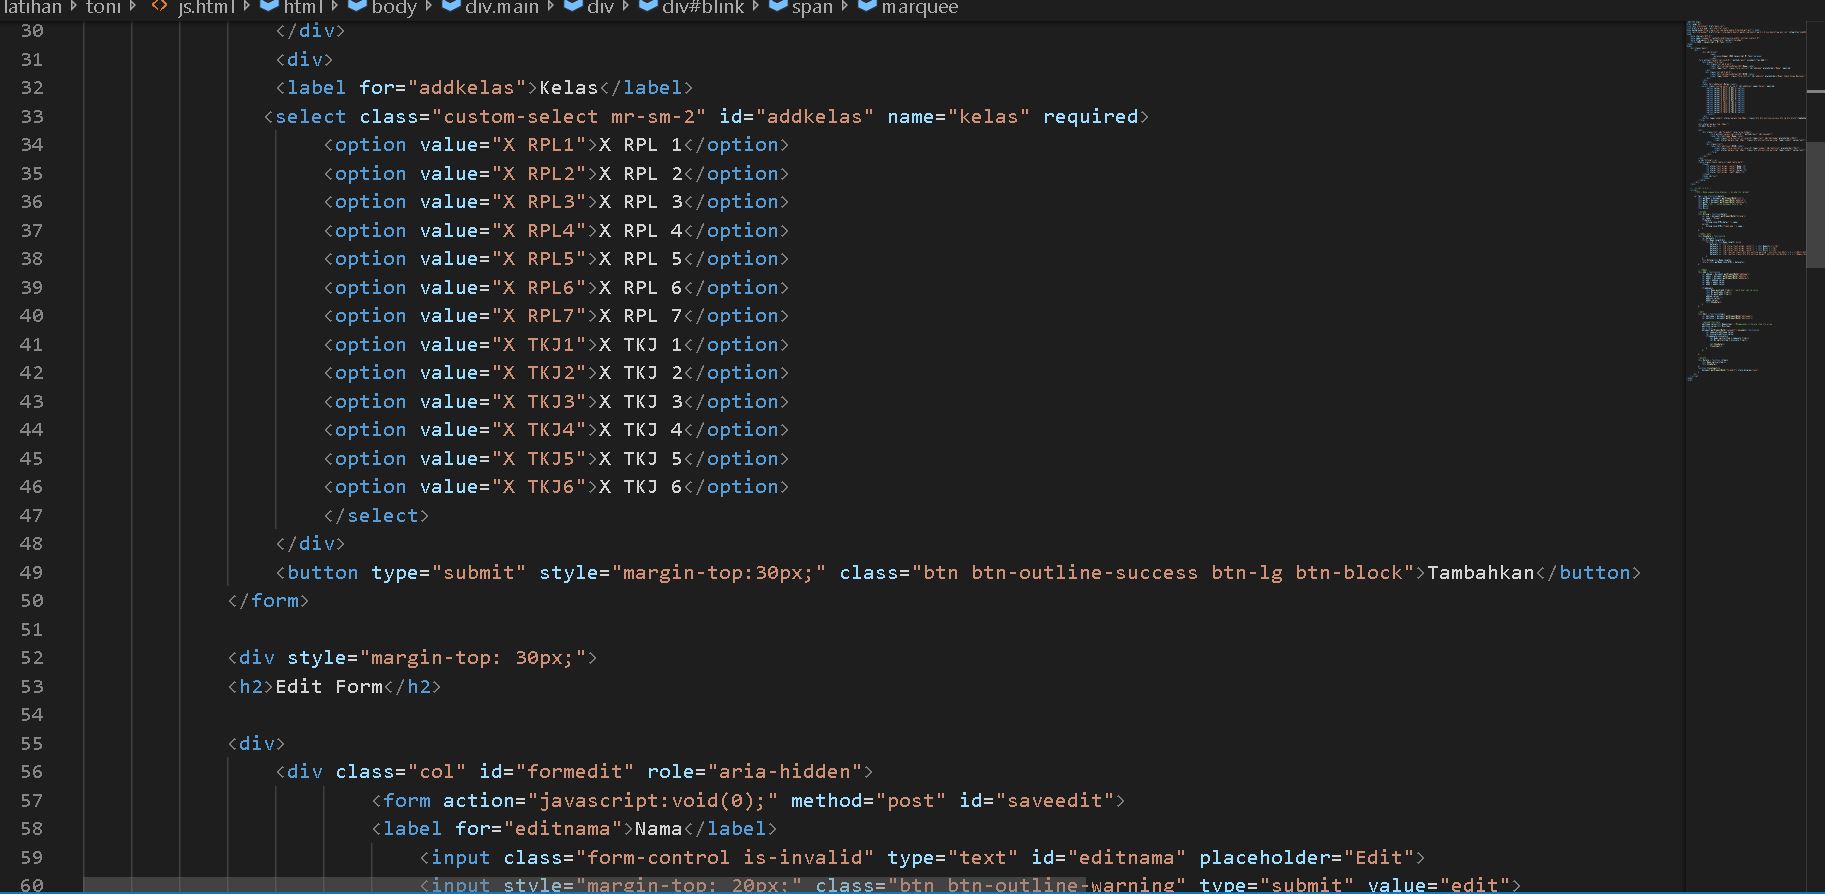 latihan > toni > <> js.html > html > body > div.main > div > div#blink > span > marquee
30 </div>
31 <div>
32 <label for="addkelas">Kelas</label>
33 <select class="custom-select mr-sm-2" id="addkelas" name="kelas" required>
34 <option value="X RPL1">X RPL 1</option>
35 <option value="X RPL2">X RPL 2</option>
36 <option value="X RPL3">X RPL 3</option>
37 <option value="X RPL4">X RPL 4</option>
38 <option value="X RPL5">X RPL 5</option>
39 <option value="X RPL6">X RPL 6</option>
40 <option value="X RPL7">X RPL 7</option>
41 <option value="X TKJ1">X TKJ 1</option>
42 <option value="X TKJ2">X TKJ 2</option>
43 <option value="X TKJ3">X TKJ 3</option>
44 <option value="X TKJ4">X TKJ 4</option>
45 <option value="X TKJ5">X TKJ 5</option>
46 <option value="X TKJ6">X TKJ 6</option>
47 </select>
48 </div>
49 <button type="submit" style="margin-top:30px;" class="btn btn-outline-success btn-lg btn-block">Tambahkan</button>
50 </form>
51
52 <div style="margin-top: 30px;">
53 <h2>Edit Form</h2>
54
55 <div>
56 <div class="col" id="formedit" role="aria-hidden">
57 <form action="javascript:void(0);" method="post" id="saveedit">
58 <label for="editnama">Nama</label>
59 <input class="form-control is-invalid" type="text" id="editnama" placeholder="Edit">
60 <input style="margin-top: 20px;" class="btn btn-outline-warning" type="submit" value="edit">